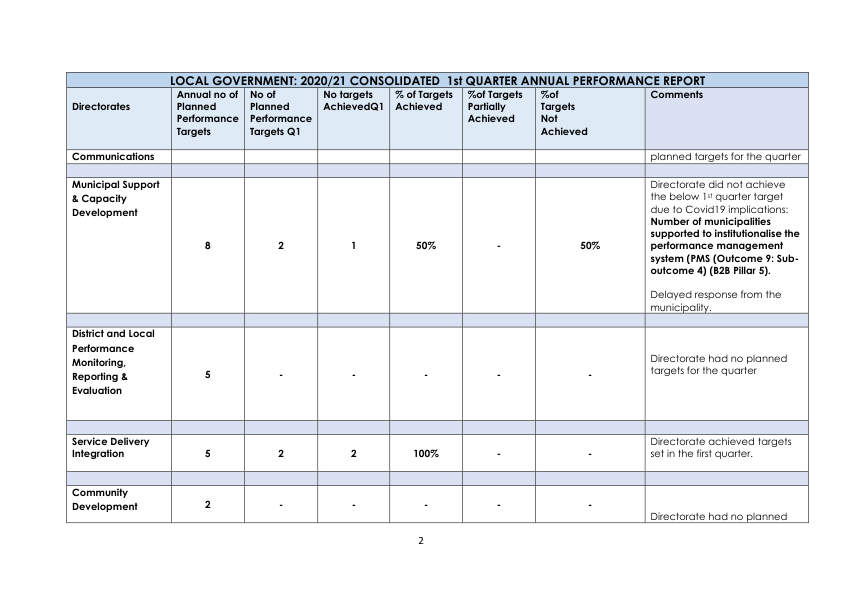 LOCAL GOVERNMENT: 2020/21 CONSOLIDATED 1st QUARTER ANNUAL PERFORMANCE REPORT
Directorates
Annual no of
Planned
Performance
Targets
No of
Planned
Performance
Targets Q1
No targets
AchievedQ1
% of Targets
Achieved
%of Targets
Partially
Achieved
%of
Targets
Not
Achieved
Comments
Communications
planned targets for the quarter
Municipal Support
& Capacity
Development
8
2
1
50%
-
50%
Directorate did not achieve
the below 1st quarter target
due to Covid19 implications:
Number of municipalities
supported to institutionalise the
performance management
system (PMS (Outcome 9: Sub-
outcome 4) (B2B Pillar 5).
Delayed response from the
municipality.
District and Local
Performance
Monitoring,
Reporting &
Evaluation
5
-
-
-
-
-
Directorate had no planned
targets for the quarter
Service Delivery
Integration
5
2
2
100%
-
-
Directorate achieved targets
set in the first quarter.
Community
Development
2
-
-
-
-
-
Directorate had no planned
2